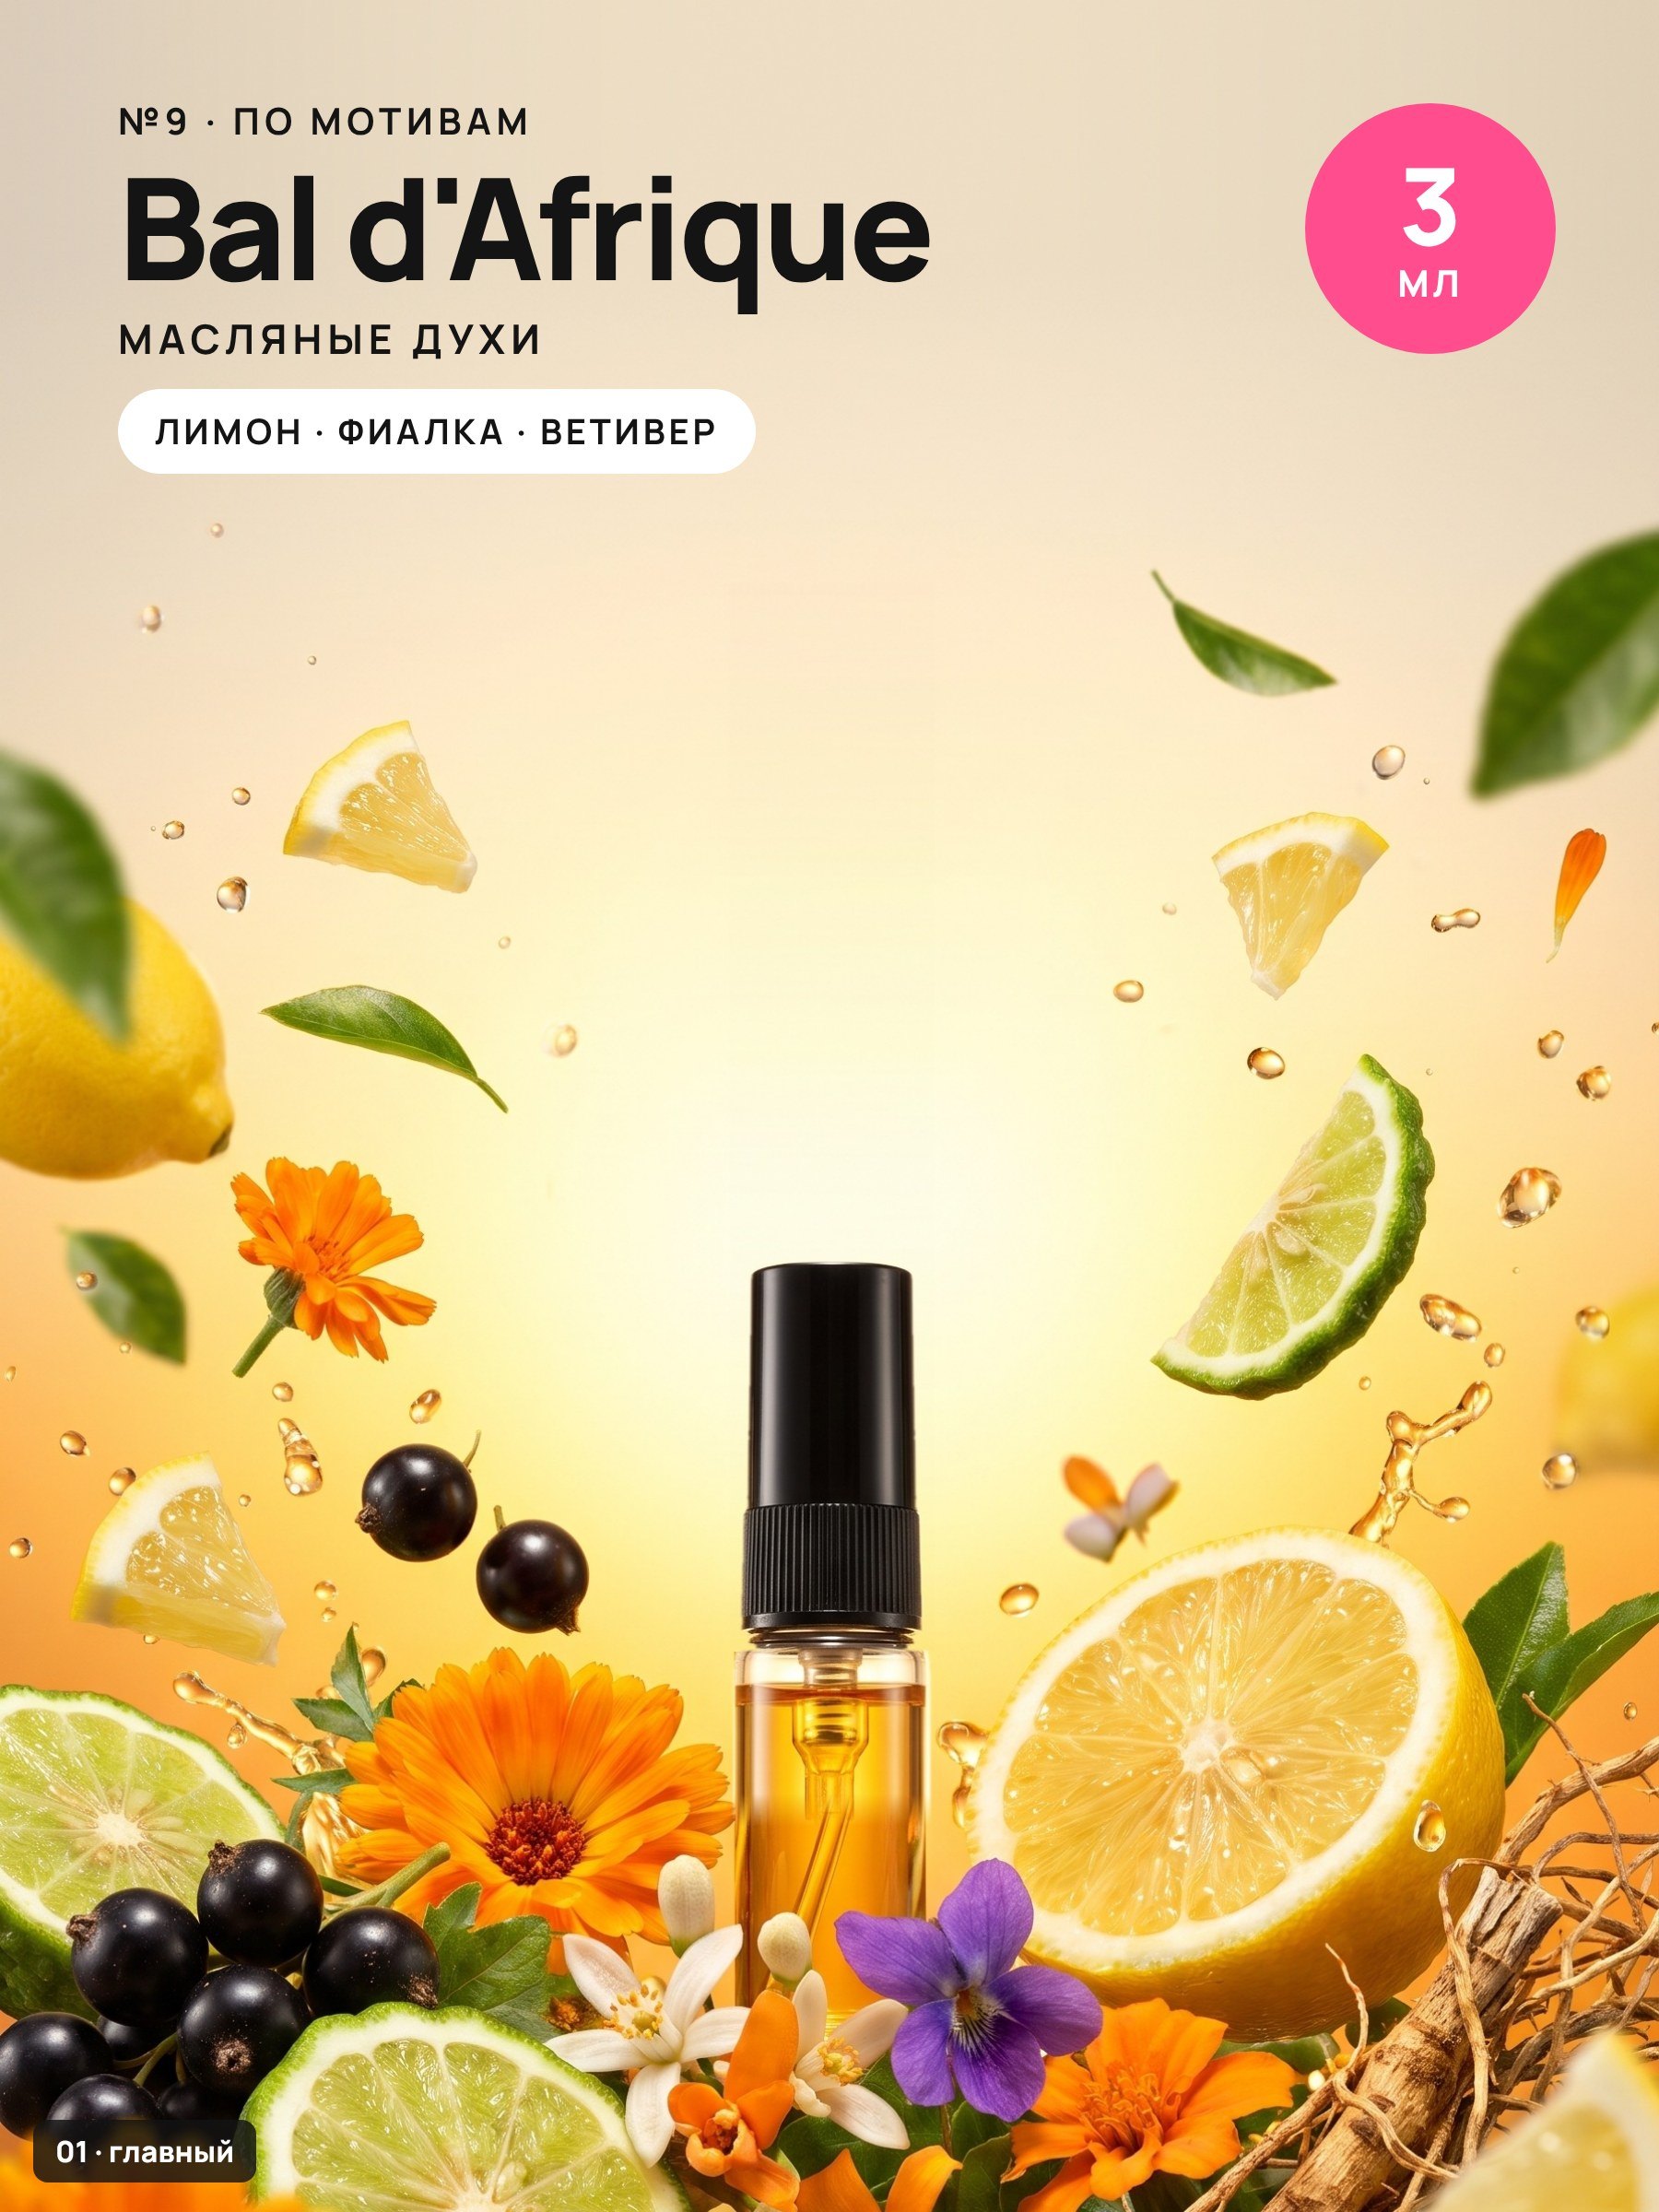 №9 · ПО МОТИВАМ
Bal d'Afrique
МАСЛЯНЫЕ ДУХИ
ЛИМОН · ФИАЛКА · ВЕТИВЕР
3
МЛ
01 · главный